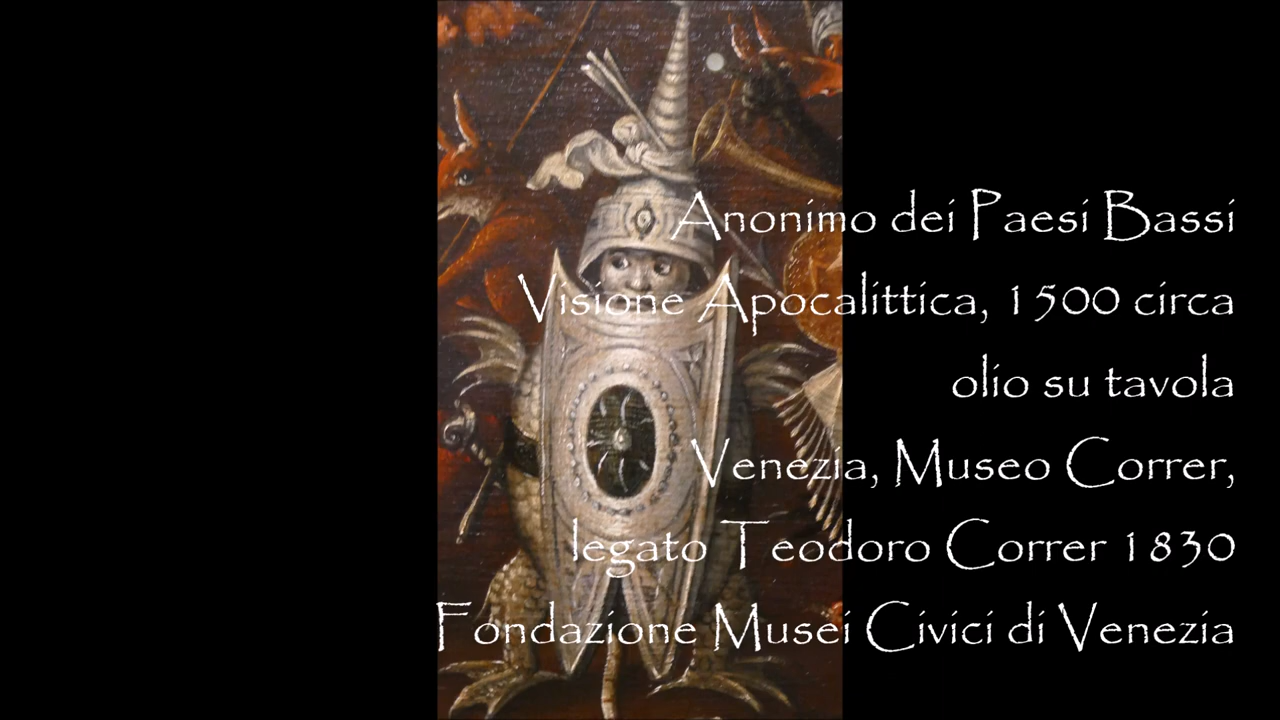 Anonimo dei Paesi Bassi
Visione Apocalittica, 1500 circa
olio su tavola
Venezia, Museo Correr,
legato Teodoro Correr 1830
Fondazione Musei Civici di Venezia